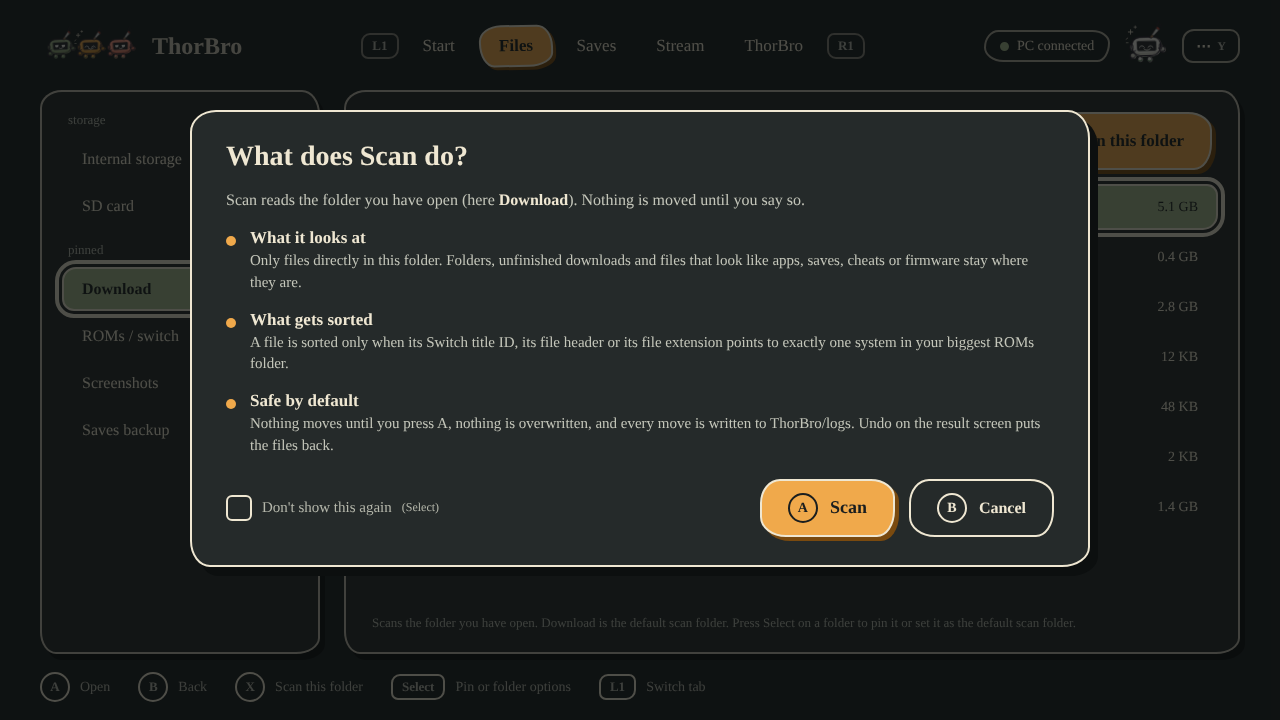 ThorBro
L1 Start Files Saves Stream ThorBro R1
PC connected
••• Y
storage
Internal storage
SD card
pinned
Download
ROMs / switch
Screenshots
Saves backup
this folder
5.1 GB
0.4 GB
2.8 GB
12 KB
48 KB
2 KB
1.4 GB
What does Scan do?
Scan reads the folder you have open (here Download). Nothing is moved until you say so.
What it looks at
Only files directly in this folder. Folders, unfinished downloads and files that look like apps, saves, cheats or firmware stay where
they are.
What gets sorted
A file is sorted only when its Switch title ID, its file header or its file extension points to exactly one system in your biggest ROMs
folder.
Safe by default
Nothing moves until you press A, nothing is overwritten, and every move is written to ThorBro/logs. Undo on the result screen puts
the files back.
Don't show this again (Select)
A Scan
B Cancel
Scans the folder you have open. Download is the default scan folder. Press Select on a folder to pin it or set it as the default scan folder.
A Open B Back X Scan this folder Select Pin or folder options L1 Switch tab